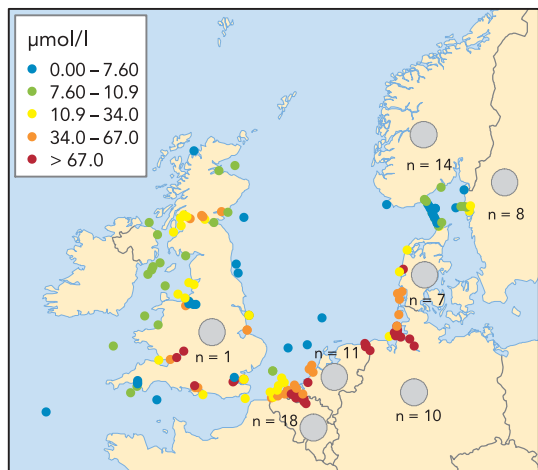 µmol/l
0.00 – 7.60
7.60 – 10.9
10.9 – 34.0
34.0 – 67.0
> 67.0
n = 14
n = 8
n = 7
n = 1
n = 11
n = 10
n = 18